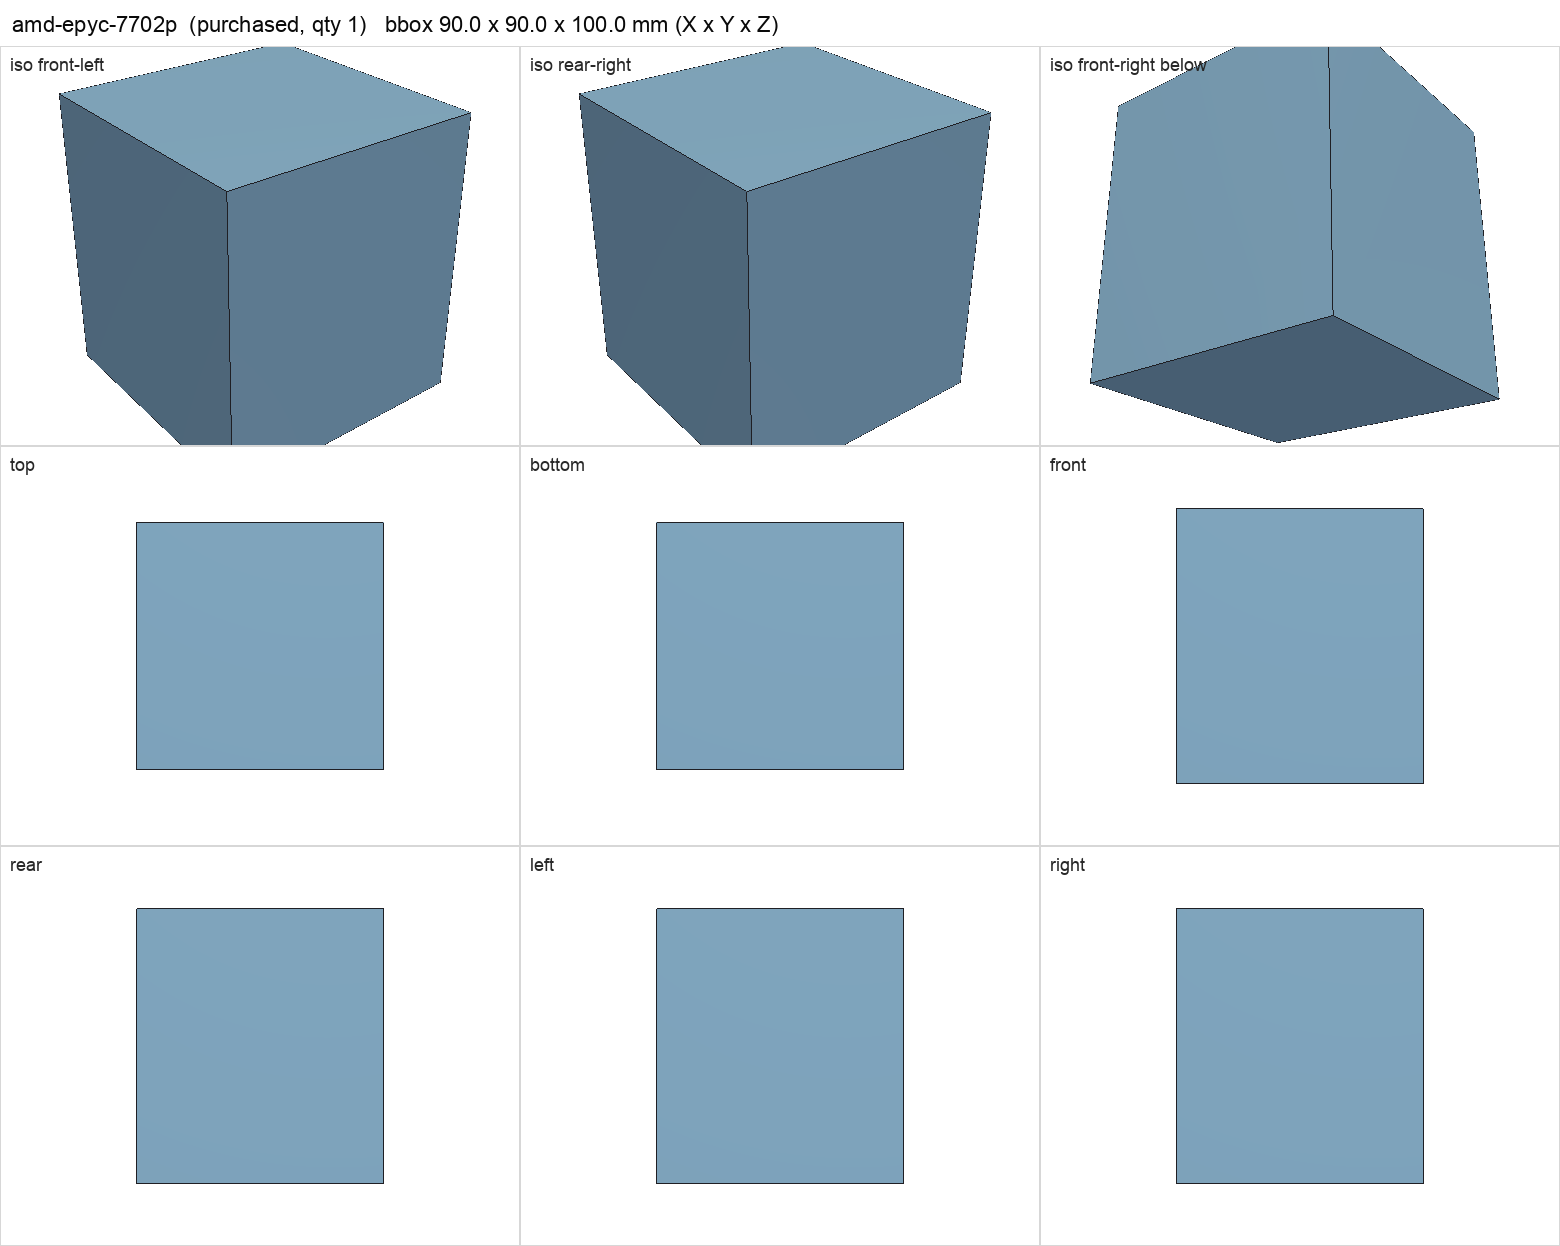 amd-epyc-7702p (purchased, qty 1) bbox 90.0 x 90.0 x 100.0 mm (X x Y x Z)
iso front-left
iso rear-right
iso front-right below
top
bottom
front
rear
left
right